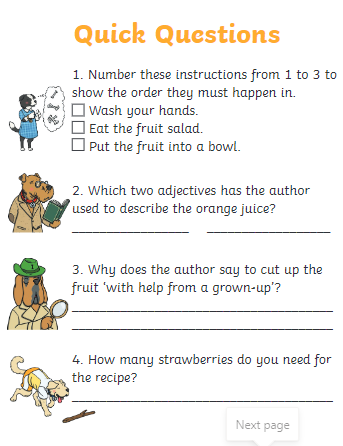 Quick Questions
1. Number these instructions from 1 to 3 to
show the order they must happen in.
Wash your hands.
Eat the fruit salad.
Put the fruit into a bowl.
2. Which two adjectives has the author
used to describe the orange juice?
3. Why does the author say to cut up the
fruit ‘with help from a grown-up’?
4. How many strawberries do you need for
the recipe?
Next page